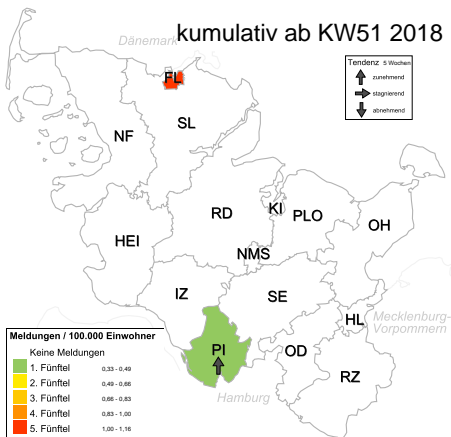 kumulativ ab KW51 2018
Dänemark
Tendenz 5 Wochen
zunehmend
stagnierend
abnehmend
FL
NF
SL
RD
KI
PLO
OH
HEI
NMS
IZ
SE
HL
Mecklenburg-
Vorpommern
PI
OD
RZ
Hamburg
Meldungen / 100.000 Einwohner
Keine Meldungen
1. Fünftel 0,33 - 0,49
2. Fünftel 0,49 - 0,66
3. Fünftel 0,66 - 0,83
4. Fünftel 0,83 - 1,00
5. Fünftel 1,00 - 1,16